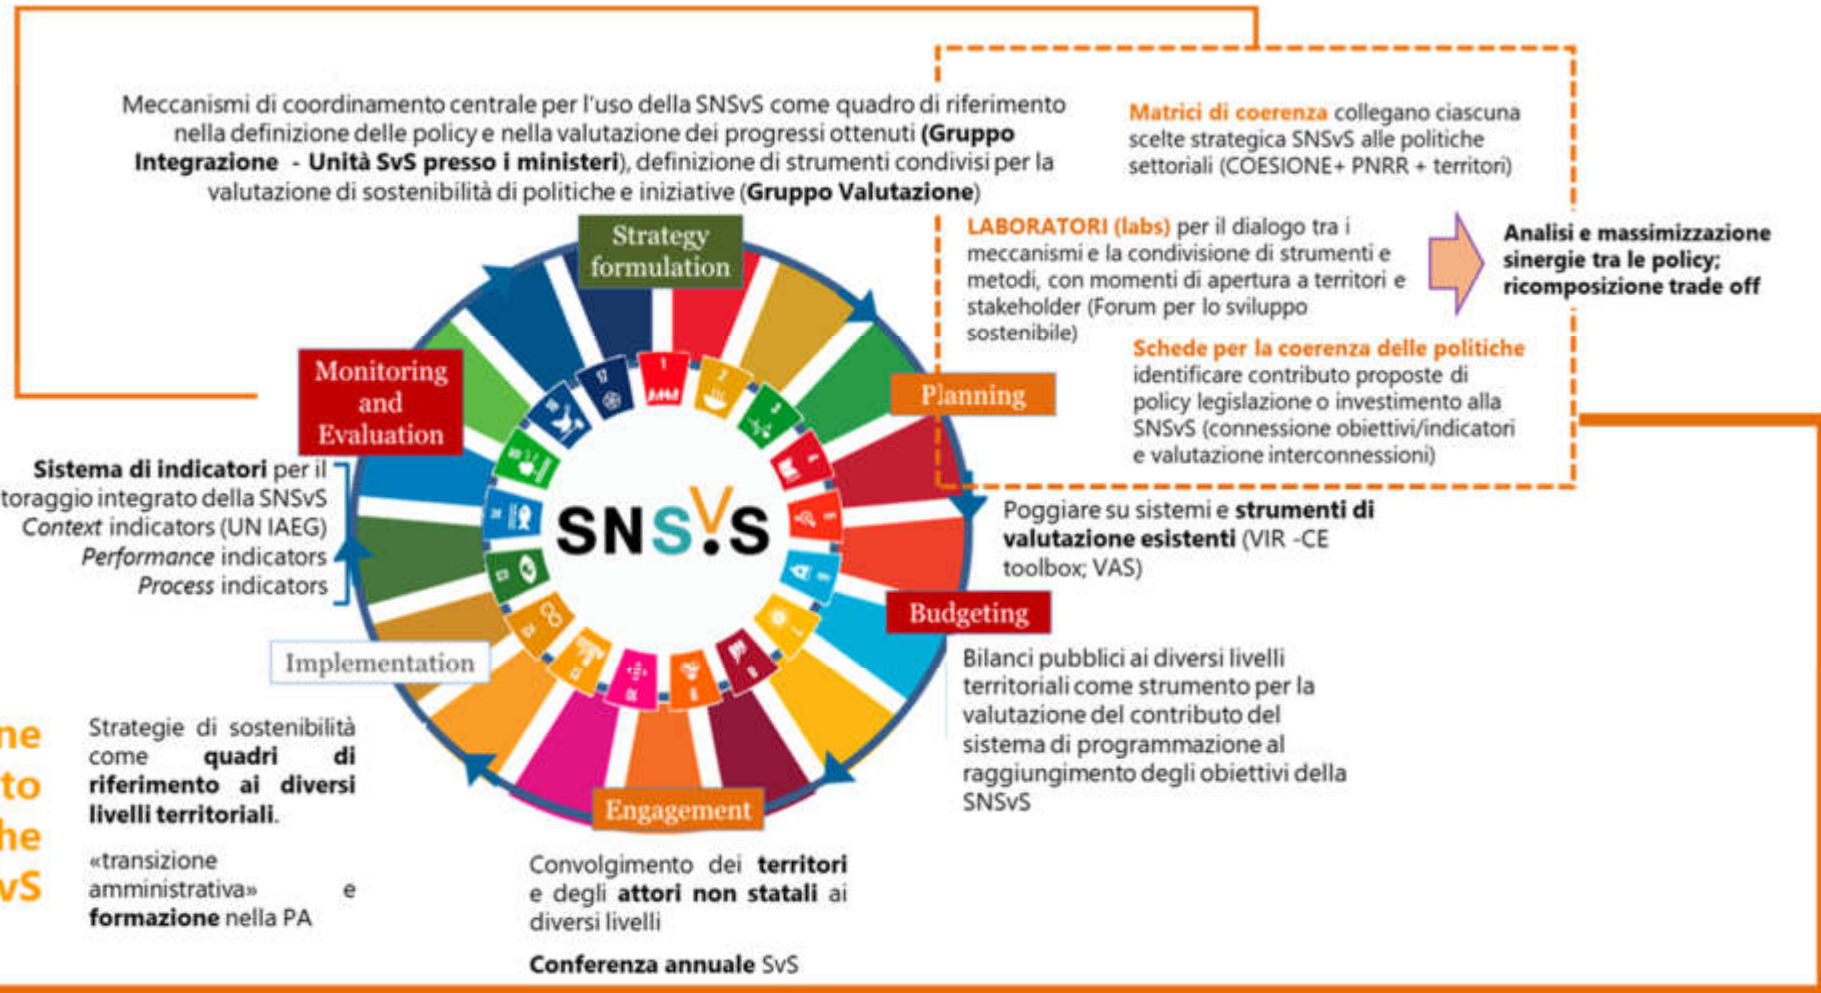 Meccanismi di coordinamento centrale per l'uso della SNSvS come quadro di riferimento
nella definizione delle policy e nella valutazione dei progressi ottenuti (Gruppo
Integrazione - Unità SvS presso i ministeri), definizione di strumenti condivisi per la
valutazione di sostenibilità di politiche e iniziative (Gruppo Valutazione)
Matrici di coerenza collegano ciascuna
scelte strategica SNSvS alle politiche
settoriali (COESIONE+ PNRR + territori)
LABORATORI (labs) per il dialogo tra i
meccanismi e la condivisione di strumenti e
metodi, con momenti di apertura a territori e
stakeholder (Forum per lo sviluppo
sostenibile)
Analisi e massimizzazione
sinergie tra le policy;
ricomposizione trade off
Schede per la coerenza delle politiche
identificare contributo proposte di
policy legislazione o investimento alla
SNSvS (connessione obiettivi/indicatori
e valutazione interconnessioni)
Strategy
formulation
Planning
Poggiare su sistemi e strumenti di
valutazione esistenti (VIR -CE
toolbox; VAS)
Budgeting
Bilanci pubblici ai diversi livelli
territoriali come strumento per la
valutazione del contributo del
sistema di programmazione al
raggiungimento degli obiettivi della
SNSvS
Engagement
Convolgimento dei territori
e degli attori non statali ai
diversi livelli
Conferenza annuale SvS
Implementation
Strategie di sostenibilità
come quadri di
riferimento ai diversi
livelli territoriali.
«transizione
amministrativa» e
formazione nella PA
Monitoring
and
Evaluation
Sistema di indicatori per il
toraggio integrato della SNSvS
Context indicators (UN IAEG)
Performance indicators
Process indicators
SNSVS
1
2
3
17
ne
to
he
vS